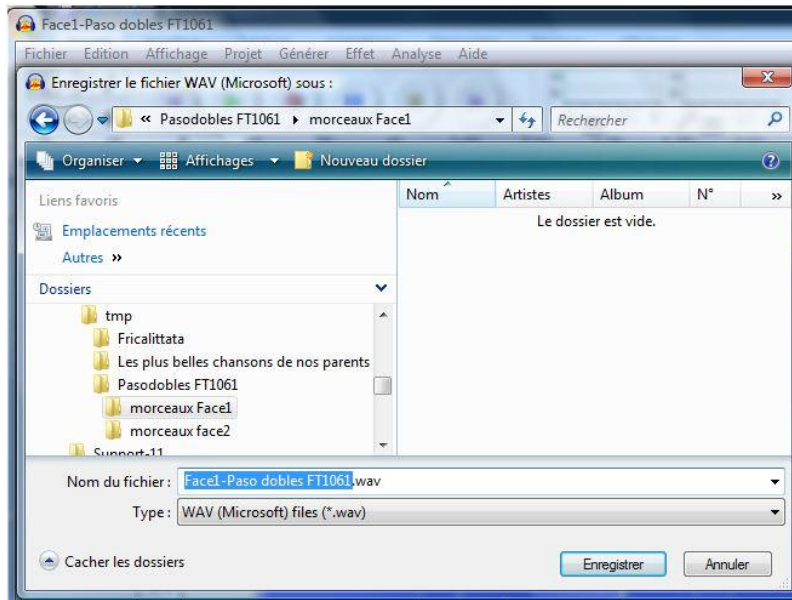 Face1-Paso dobles FT1061
Fichier Edition Affichage Projet Générer Effet Analyse Aide
Enregistrer le fichier WAV (Microsoft) sous :
« Pasodobles FT1061 morceaux Face1 Rechercher
Organiser Affichages Nouveau dossier
Liens favoris
Emplacements récents
Autres »
Dossiers
tmp
Fricalittata
Les plus belles chansons de nos parents
Pasodobles FT1061
morceaux Face1
morceaux face2
Support-11
Nom Artistes Album N° »
Le dossier est vide.
Nom du fichier : Face1-Paso dobles FT1061.wav
Type : WAV (Microsoft) files (*.wav)
Cacher les dossiers Enregistrer Annuler